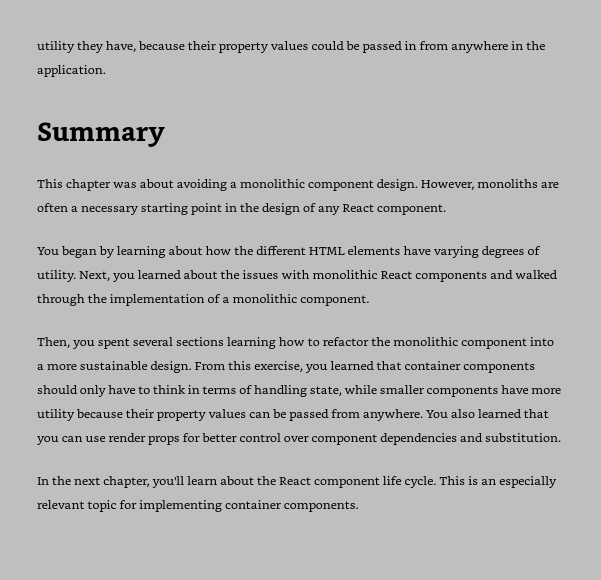 utility they have, because their property values could be passed in from anywhere in the
application.
Summary
This chapter was about avoiding a monolithic component design. However, monoliths are
often a necessary starting point in the design of any React component.
You began by learning about how the different HTML elements have varying degrees of
utility. Next, you learned about the issues with monolithic React components and walked
through the implementation of a monolithic component.
Then, you spent several sections learning how to refactor the monolithic component into
a more sustainable design. From this exercise, you learned that container components
should only have to think in terms of handling state, while smaller components have more
utility because their property values can be passed from anywhere. You also learned that
you can use render props for better control over component dependencies and substitution.
In the next chapter, you'll learn about the React component life cycle. This is an especially
relevant topic for implementing container components.